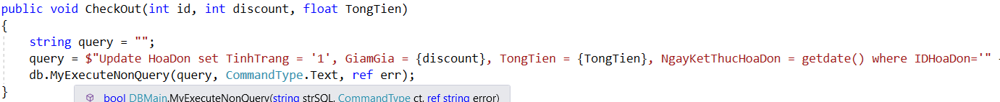 public void CheckOut(int id, int discount, float TongTien)
{
string query = "";
query = $"Update HoaDon set TinhTrang = '1', GiamGia = {discount}, TongTien = {TongTien}, NgayKetThucHoaDon = getdate() where IDHoaDon='"
db.MyExecuteNonQuery(query, CommandType.Text, ref err);
}
bool DBMain.MyExecuteNonQuery(string strSQL, CommandType ct, ref string error)